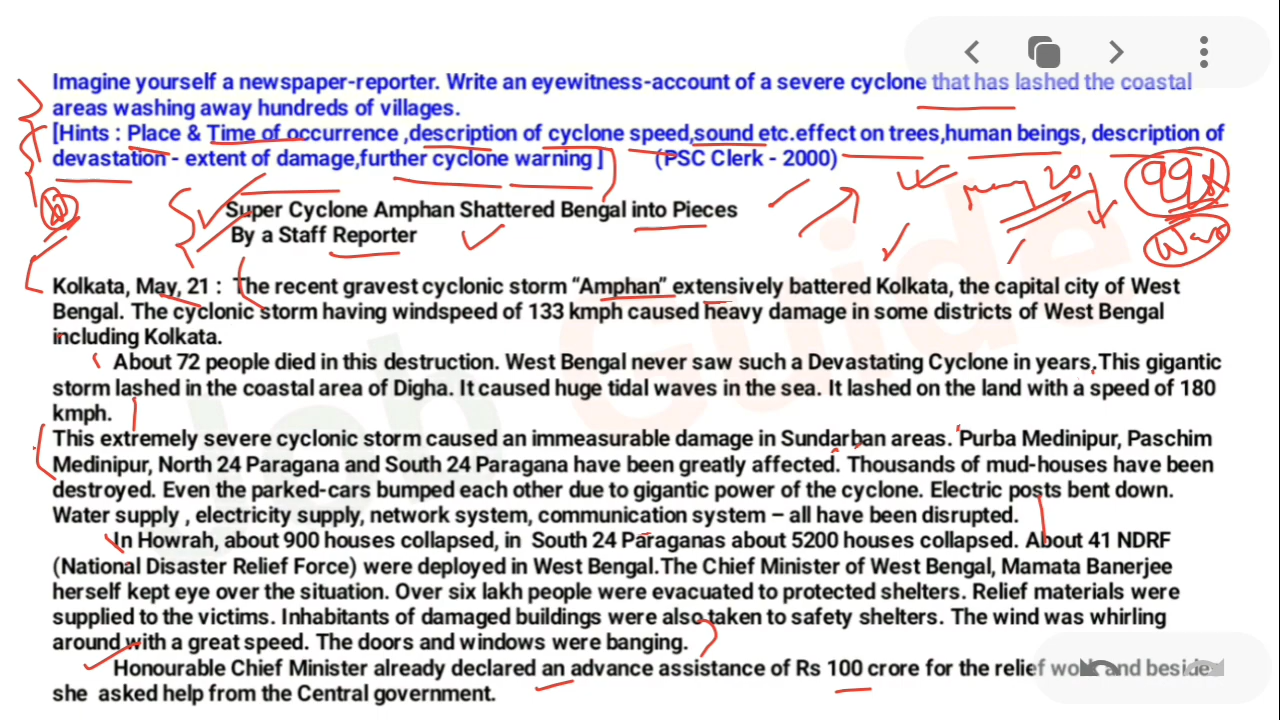 Imagine yourself a newspaper-reporter. Write an eyewitness-account of a severe cyclone that has lashed the coastal
areas washing away hundreds of villages.
[Hints : Place & Time of occurrence ,description of cyclone speed,sound etc.effect on trees,human beings, description of
devastation - extent of damage,further cyclone warning ] (PSC Clerk - 2000)
Super Cyclone Amphan Shattered Bengal into Pieces
By a Staff Reporter
Kolkata, May, 21 : The recent gravest cyclonic storm “Amphan” extensively battered Kolkata, the capital city of West
Bengal. The cyclonic storm having windspeed of 133 kmph caused heavy damage in some districts of West Bengal
including Kolkata.
About 72 people died in this destruction. West Bengal never saw such a Devastating Cyclone in years,This gigantic
storm lashed in the coastal area of Digha. It caused huge tidal waves in the sea. It lashed on the land with a speed of 180
kmph.
This extremely severe cyclonic storm caused an immeasurable damage in Sundarban areas. Purba Medinipur, Paschim
Medinipur, North 24 Paragana and South 24 Paragana have been greatly affected. Thousands of mud-houses have been
destroyed. Even the parked-cars bumped each other due to gigantic power of the cyclone. Electric posts bent down.
Water supply , electricity supply, network system, communication system – all have been disrupted.
In Howrah, about 900 houses collapsed, in South 24 Paraganas about 5200 houses collapsed. About 41 NDRF
(National Disaster Relief Force) were deployed in West Bengal.The Chief Minister of West Bengal, Mamata Banerjee
herself kept eye over the situation. Over six lakh people were evacuated to protected shelters. Relief materials were
supplied to the victims. Inhabitants of damaged buildings were also taken to safety shelters. The wind was whirling
around with a great speed. The doors and windows were banging.
Honourable Chief Minister already declared an advance assistance of Rs 100 crore for the relief work and beside
she asked help from the Central government.